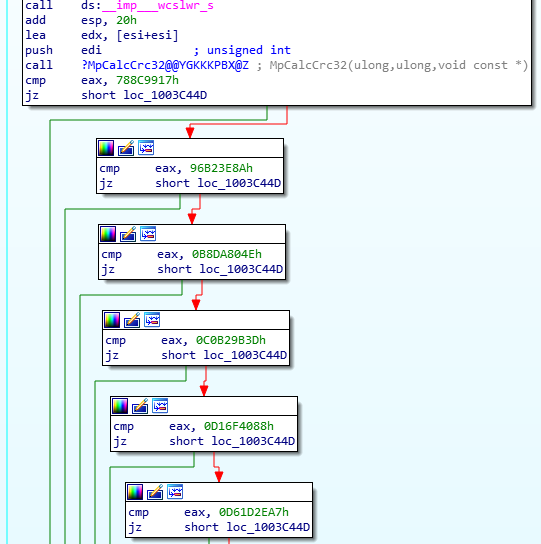 call ds:__imp___wcslwr_s
add esp, 20h
lea edx, [esi+esi]
push edi ; unsigned int
call ?MpCalcCrc32@@YGKKKPBX@Z ; MpCalcCrc32(ulong,ulong,void const *)
cmp eax, 788C9917h
jz short loc_1003C44D
cmp eax, 96B23E8Ah
jz short loc_1003C44D
cmp eax, 0B8DA804Eh
jz short loc_1003C44D
cmp eax, 0C0B29B3Dh
jz short loc_1003C44D
cmp eax, 0D16F4088h
jz short loc_1003C44D
cmp eax, 0D61D2EA7h
jz short loc_1003C44D